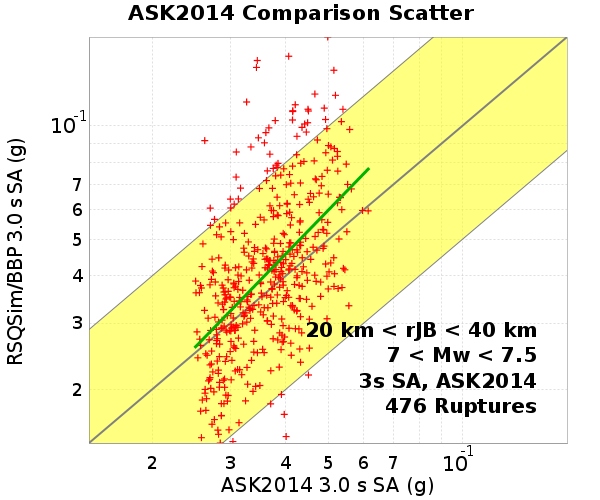 ASK2014 Comparison Scatter
RSQSim/BBP 3.0 s SA (g)
10⁻¹
7
6
5
4
3
2
20 km < rJB < 40 km
7 < Mw < 7.5
3s SA, ASK2014
476 Ruptures
2 3 4 5 6 7 10⁻¹
ASK2014 3.0 s SA (g)